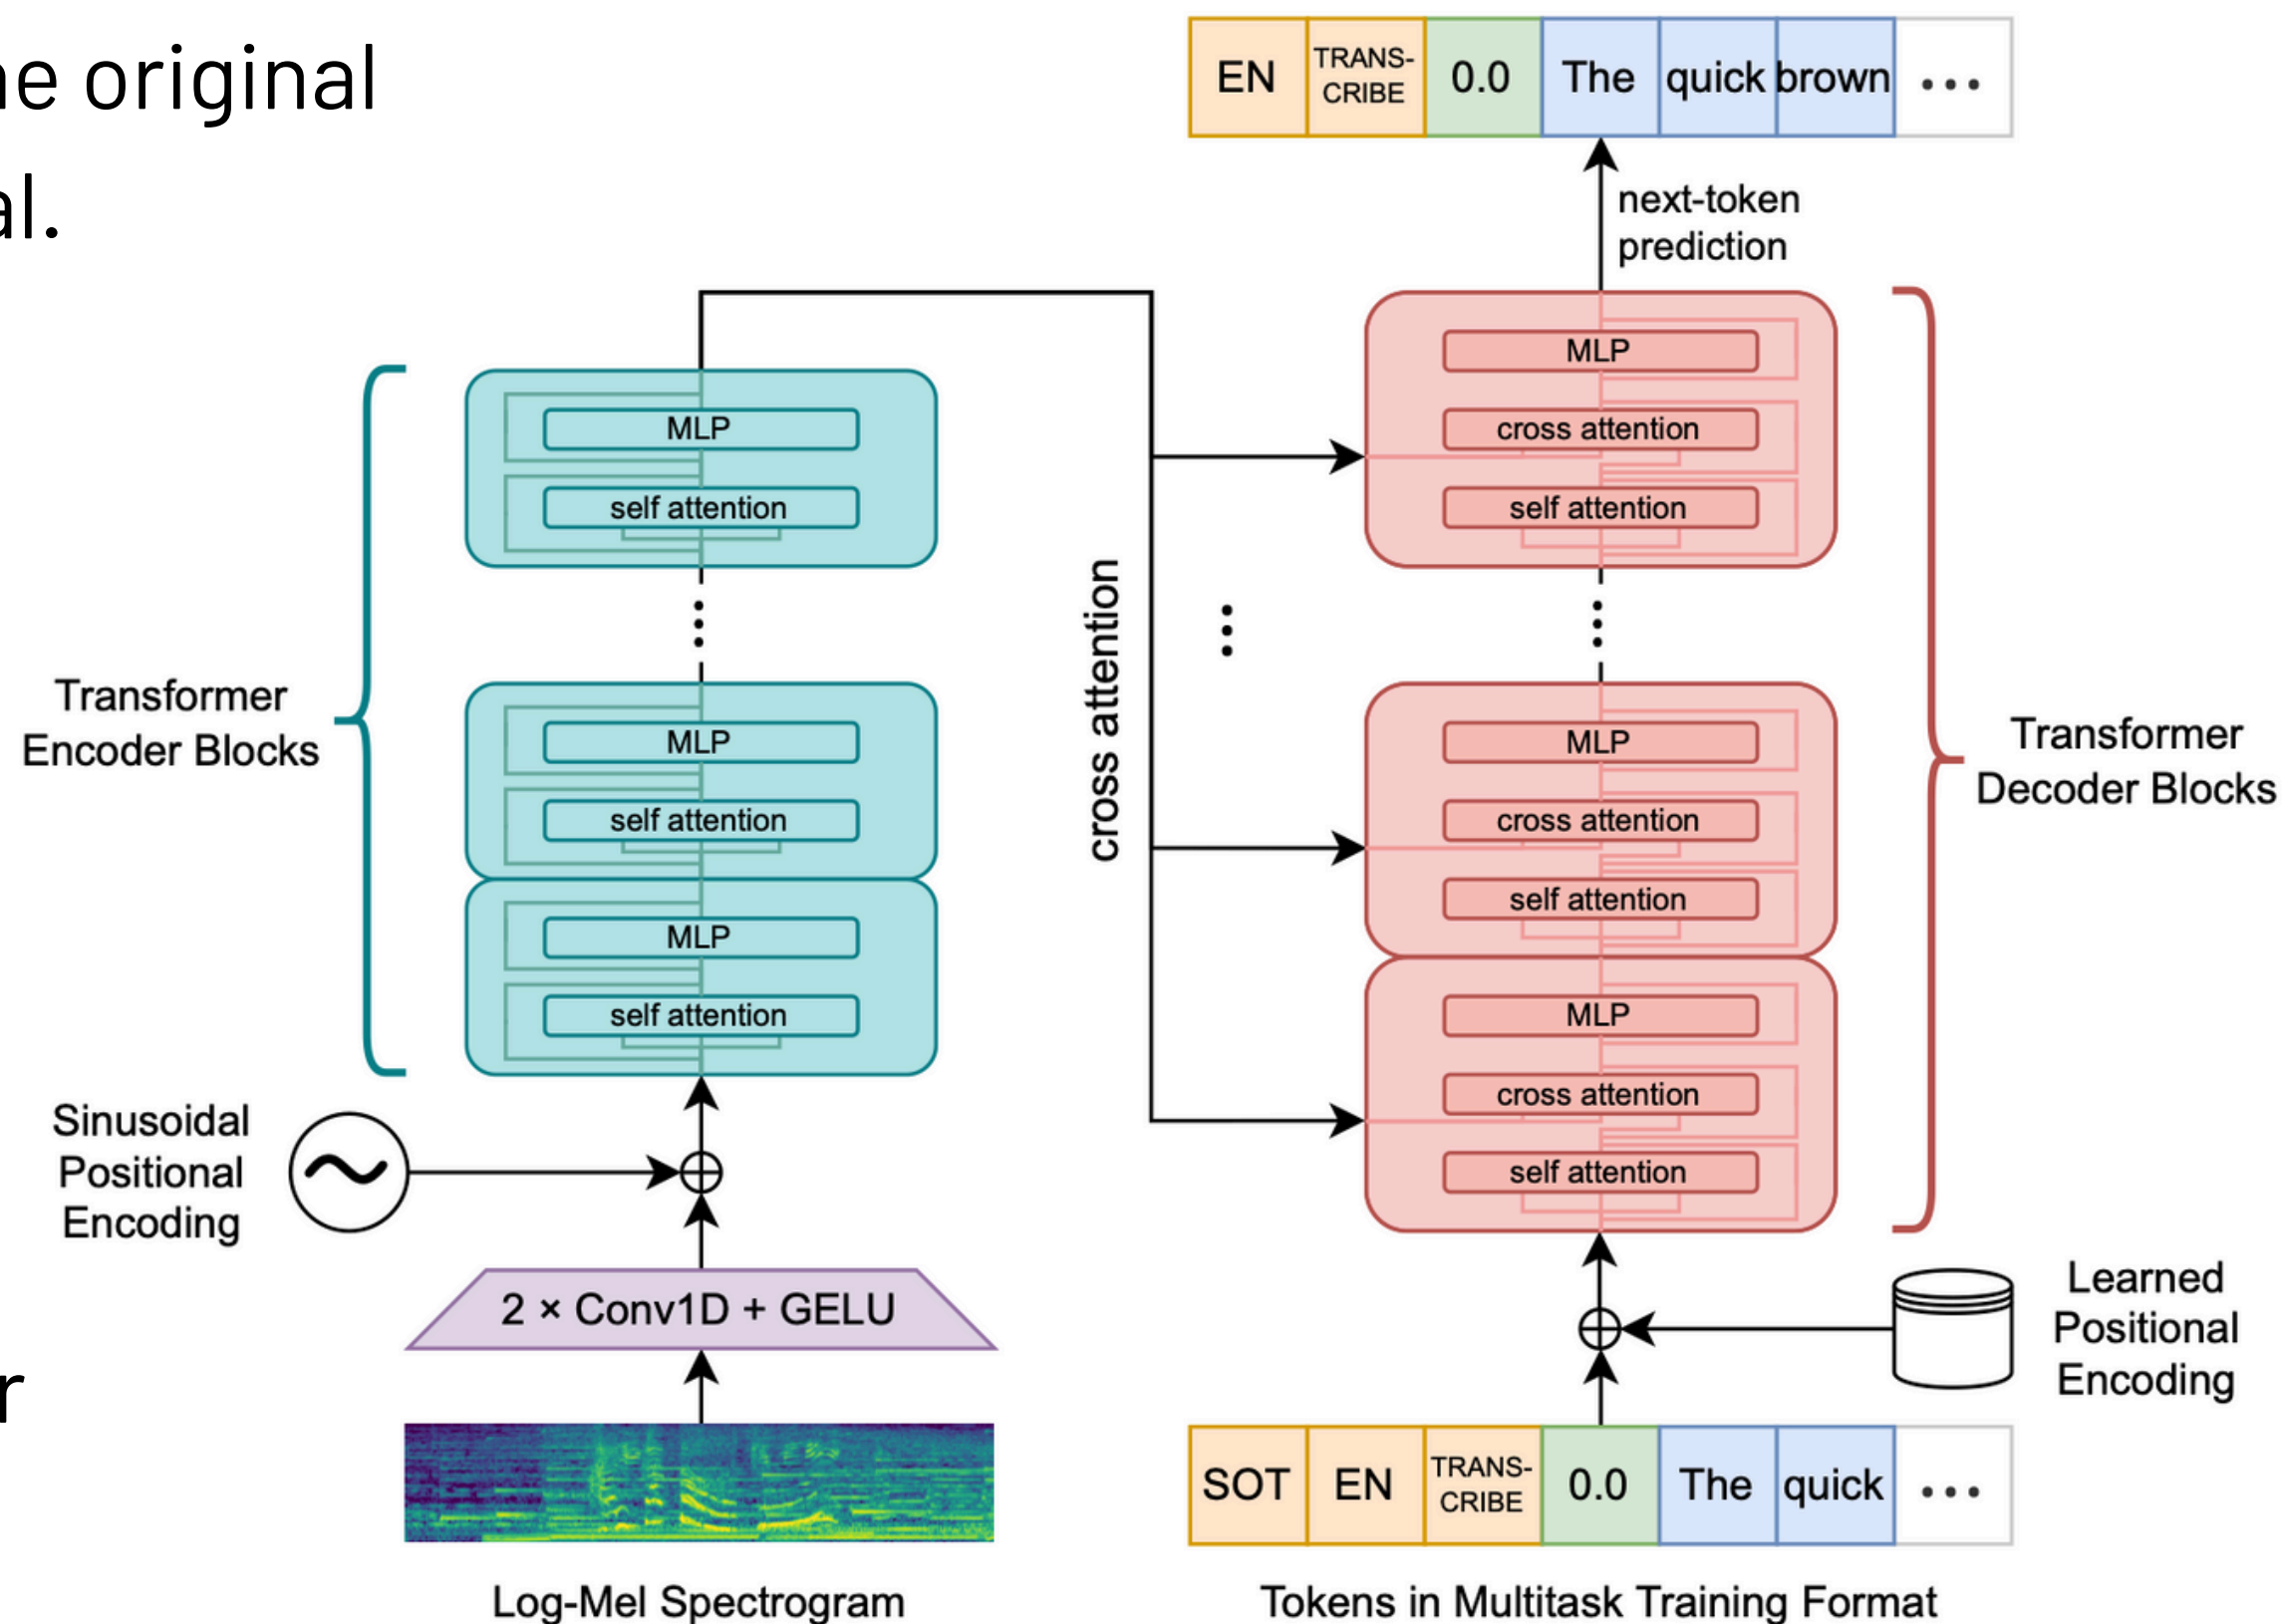 ne original
al.
EN TRANS- 0.0 The quick brown ...
CRIBE
next-token
prediction
MLP
cross attention
self attention
MLP
self attention
cross attention
Transformer
Encoder Blocks
MLP
self attention
MLP
self attention
MLP
cross attention
self attention
MLP
cross attention
self attention
Transformer
Decoder Blocks
Sinusoidal
Positional
Encoding
2 × Conv1D + GELU
Learned
Positional
Encoding
r
SOT EN TRANS- 0.0 The quick ...
CRIBE
Log-Mel Spectrogram
Tokens in Multitask Training Format